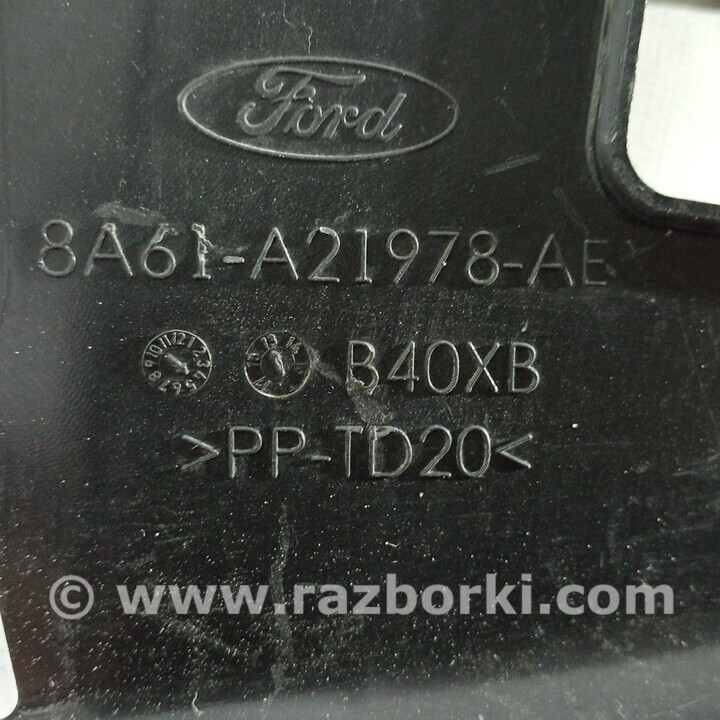 Ford
8A61-A21978-AE
B40XB
>PP-TD20<
© www.razborki.com